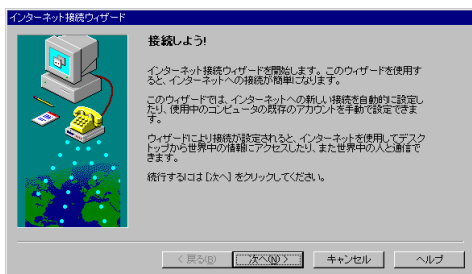 インターネット接続ウィザード
接続しよう!
インターネット接続ウィザードを開始します。このウィザードを使用す
ると、インターネットへの接続が簡単になります。
このウィザードでは、インターネットへの新しい接続を自動的に設定し
たり、使用中のコンピュータの既存のアカウントを手動で設定できま
す。
ウィザードにより接続が設定されると、インターネットを使用してデスク
トップから世界中の情報にアクセスしたり、また世界中の人と通信で
きます。
続行するには [次へ] をクリックしてください。
< 戻る(B) 次へ(N) > キャンセル ヘルプ